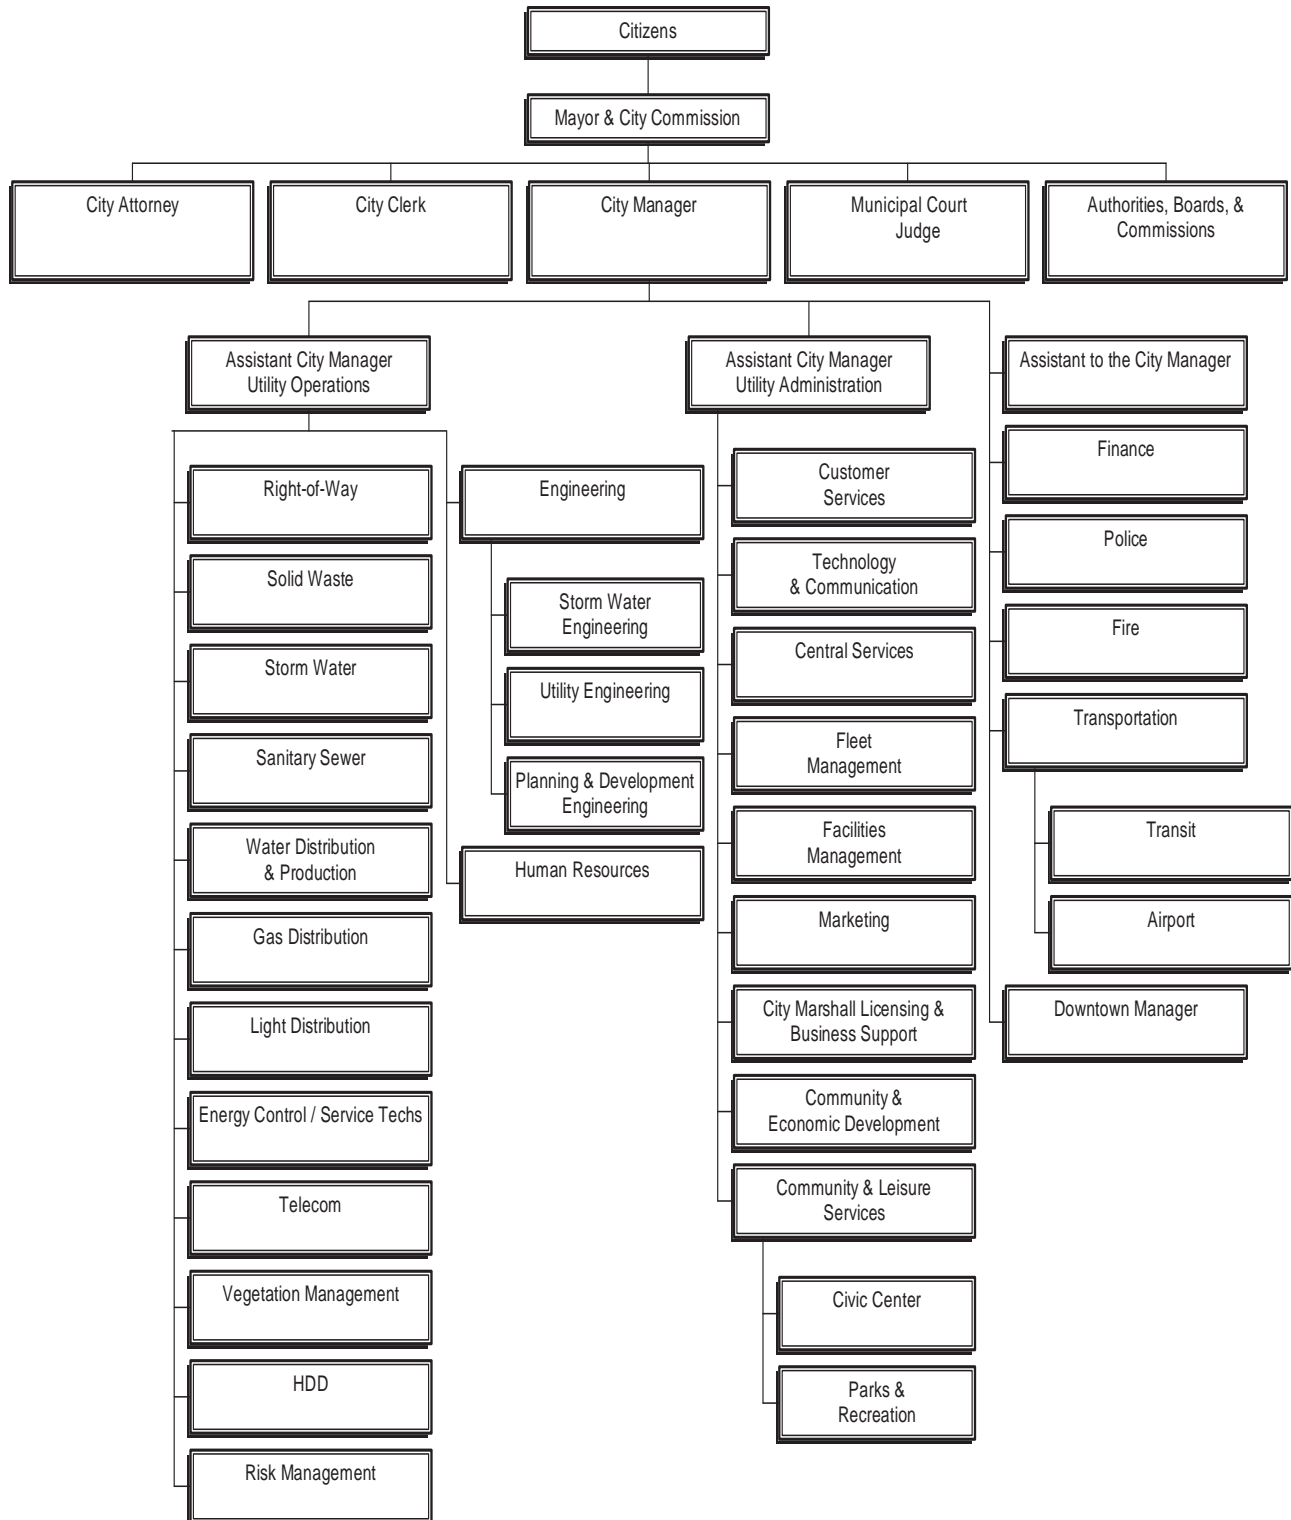 Citizens
Mayor & City Commission
City Attorney
City Clerk
City Manager
Municipal Court
Judge
Authorities, Boards, &
Commissions
Assistant City Manager
Utility Operations
Assistant City Manager
Utility Administration
Assistant to the City Manager
Right-of-Way
Solid Waste
Storm Water
Sanitary Sewer
Water Distribution
& Production
Gas Distribution
Light Distribution
Energy Control / Service Techs
Telecom
Vegetation Management
HDD
Risk Management
Engineering
Storm Water
Engineering
Utility Engineering
Planning & Development
Engineering
Human Resources
Customer
Services
Technology
& Communication
Central Services
Fleet
Management
Facilities
Management
Marketing
City Marshall Licensing &
Business Support
Community &
Economic Development
Community & Leisure
Services
Civic Center
Parks &
Recreation
Finance
Police
Fire
Transportation
Transit
Airport
Downtown Manager